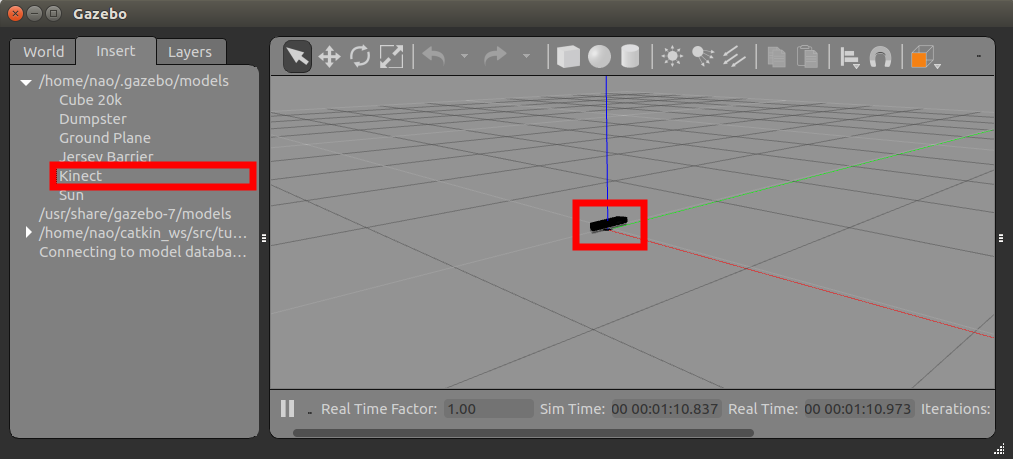 Gazebo
World Insert Layers
/home/nao/.gazebo/models
Cube 20k
Dumpster
Ground Plane
Jersey Barrier
Kinect
Sun
/usr/share/gazebo-7/models
/home/nao/catkin_ws/src/tu...
Connecting to model databa...
Real Time Factor: 1.00 Sim Time: 00 00:01:10.837 Real Time: 00 00:01:10.973 Iterations: